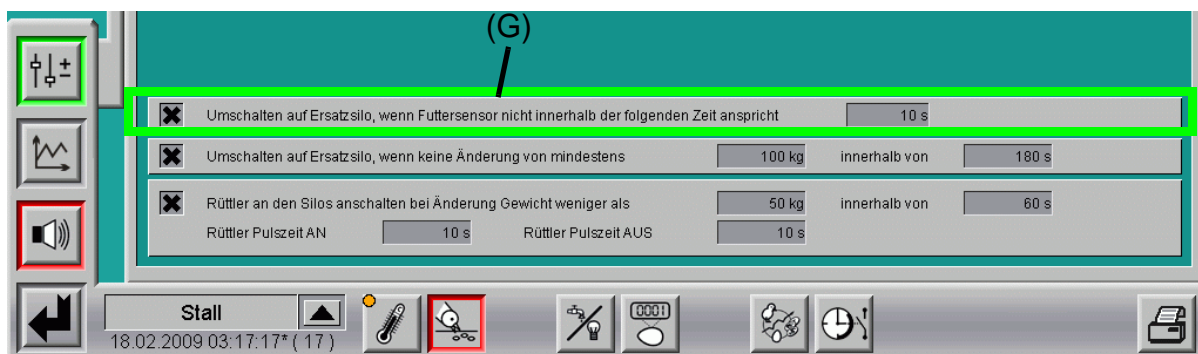 (G)
Umschalten auf Ersatzsilo, wenn Futtersensor nicht innerhalb der folgenden Zeit anspricht 10 s
Umschalten auf Ersatzsilo, wenn keine Änderung von mindestens 100 kg innerhalb von 180 s
Rüttler an den Silos anschalten bei Änderung Gewicht weniger als 50 kg innerhalb von 60 s
Rüttler Pulszeit AN 10 s Rüttler Pulszeit AUS 10 s
Stall
18.02.2009 03:17:17* ( 17 )
0001